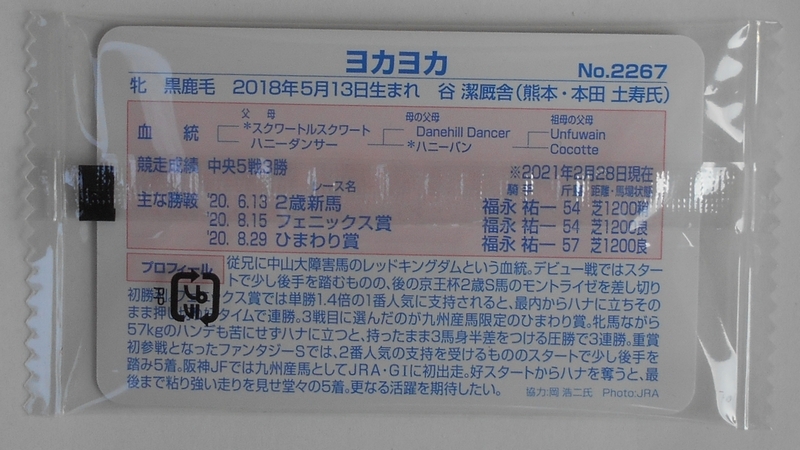 ヨカヨカ No.2267
牝 黒鹿毛 2018年5月13日生まれ 谷 潔厩舎(熊本・本田 土寿氏)
父 母 母の父母 祖母の父母
血 統 *スクワートルスクワート Danehill Dancer Unfuwain
ハニーダンサー *ハニーバン Cocotte
競走成績 中央5戦3勝 ※2021年2月28日現在
レース名 騎手 斤量 距離・馬場状態
主な勝鞍 '20. 6.13 2歳新馬 福永 祐一 54 芝1200
'20. 8.15 フェニックス賞 福永 祐一 54 芝1200良
'20. 8.29 ひまわり賞 福永 祐一 57 芝1200良
プロフィール 従兄に中山大障害馬のレッドキングダムという血統。デビュー戦ではスター
トで少し後手を踏むものの、後の京王杯2歳S馬のモントライゼを差し切り
初勝 クス賞では単勝1.4倍の1番人気に支持されると、最内からハナに立ちその
まま押し タイムで連勝。3戦目に選んだのが九州産馬限定のひまわり賞。牝馬ながら
57kgのハンデも苦にせずハナに立つと、持ったまま3馬身半差をつける圧勝で3連勝。重賞
初参戦となったファンタジーSでは、2番人気の支持を受けるもののスタートで少し後手を
踏み5着。阪神JFでは九州産馬としてJRA・GIに初出走。好スタートからハナを奪うと、最
後まで粘り強い走りを見せ堂々の5着。更なる活躍を期待したい。
協力:岡 浩二氏 Photo:JRA
プラ
PP